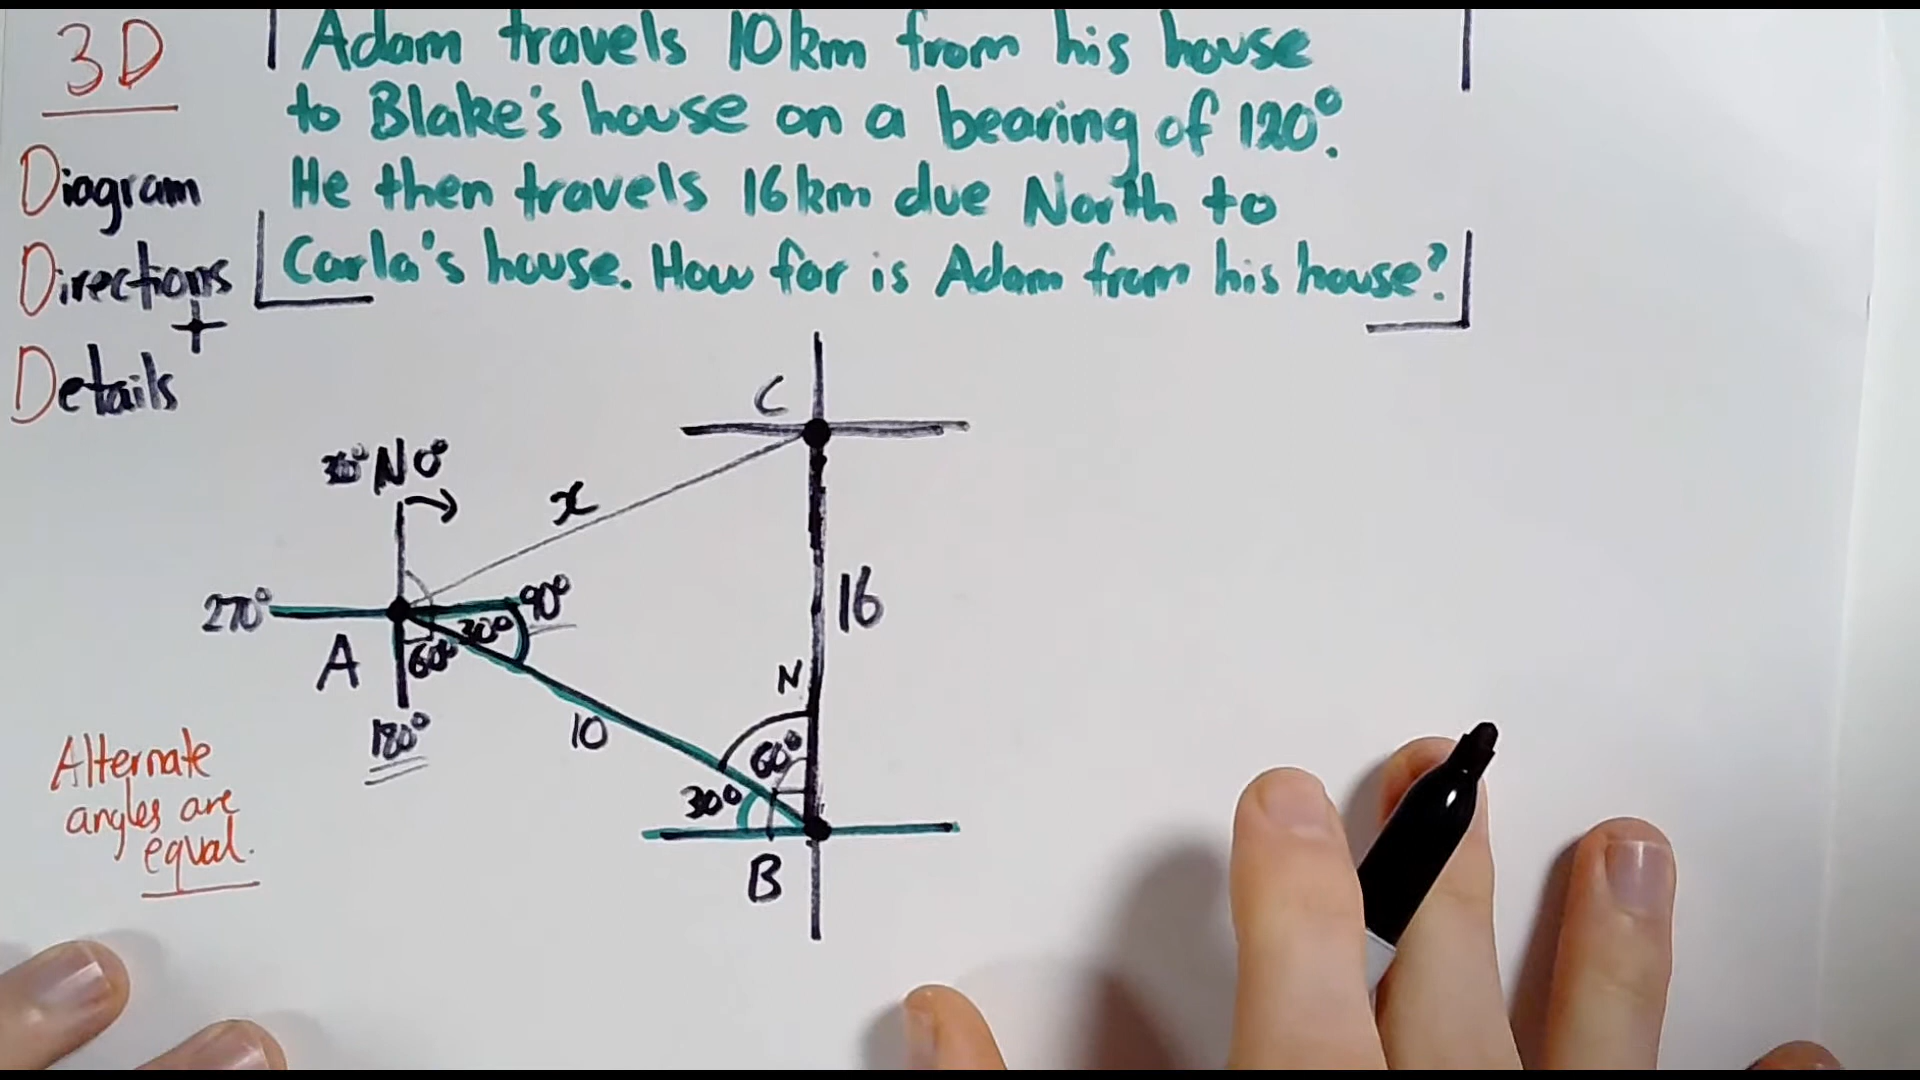 3D
Diagram
Directions
+
Details
Adam travels 10km from his house
to Blake's house on a bearing of 120°.
He then travels 16km due North to
Carla's house. How far is Adam from his house?
C
N 0°
x
270°
90°
30°
60°
A
180°
16
10
N
60°
30°
B
Alternate
angles are
equal.